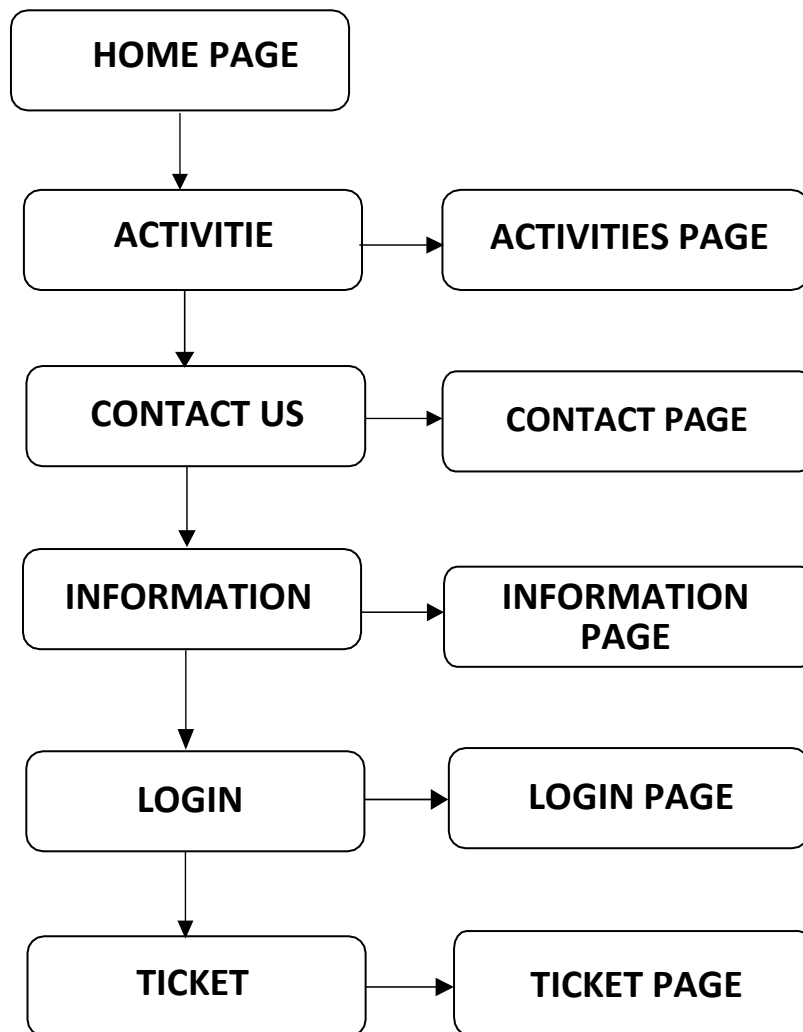 HOME PAGE
ACTIVITIE
ACTIVITIES PAGE
CONTACT US
CONTACT PAGE
INFORMATION
INFORMATION
PAGE
LOGIN
LOGIN PAGE
TICKET
TICKET PAGE